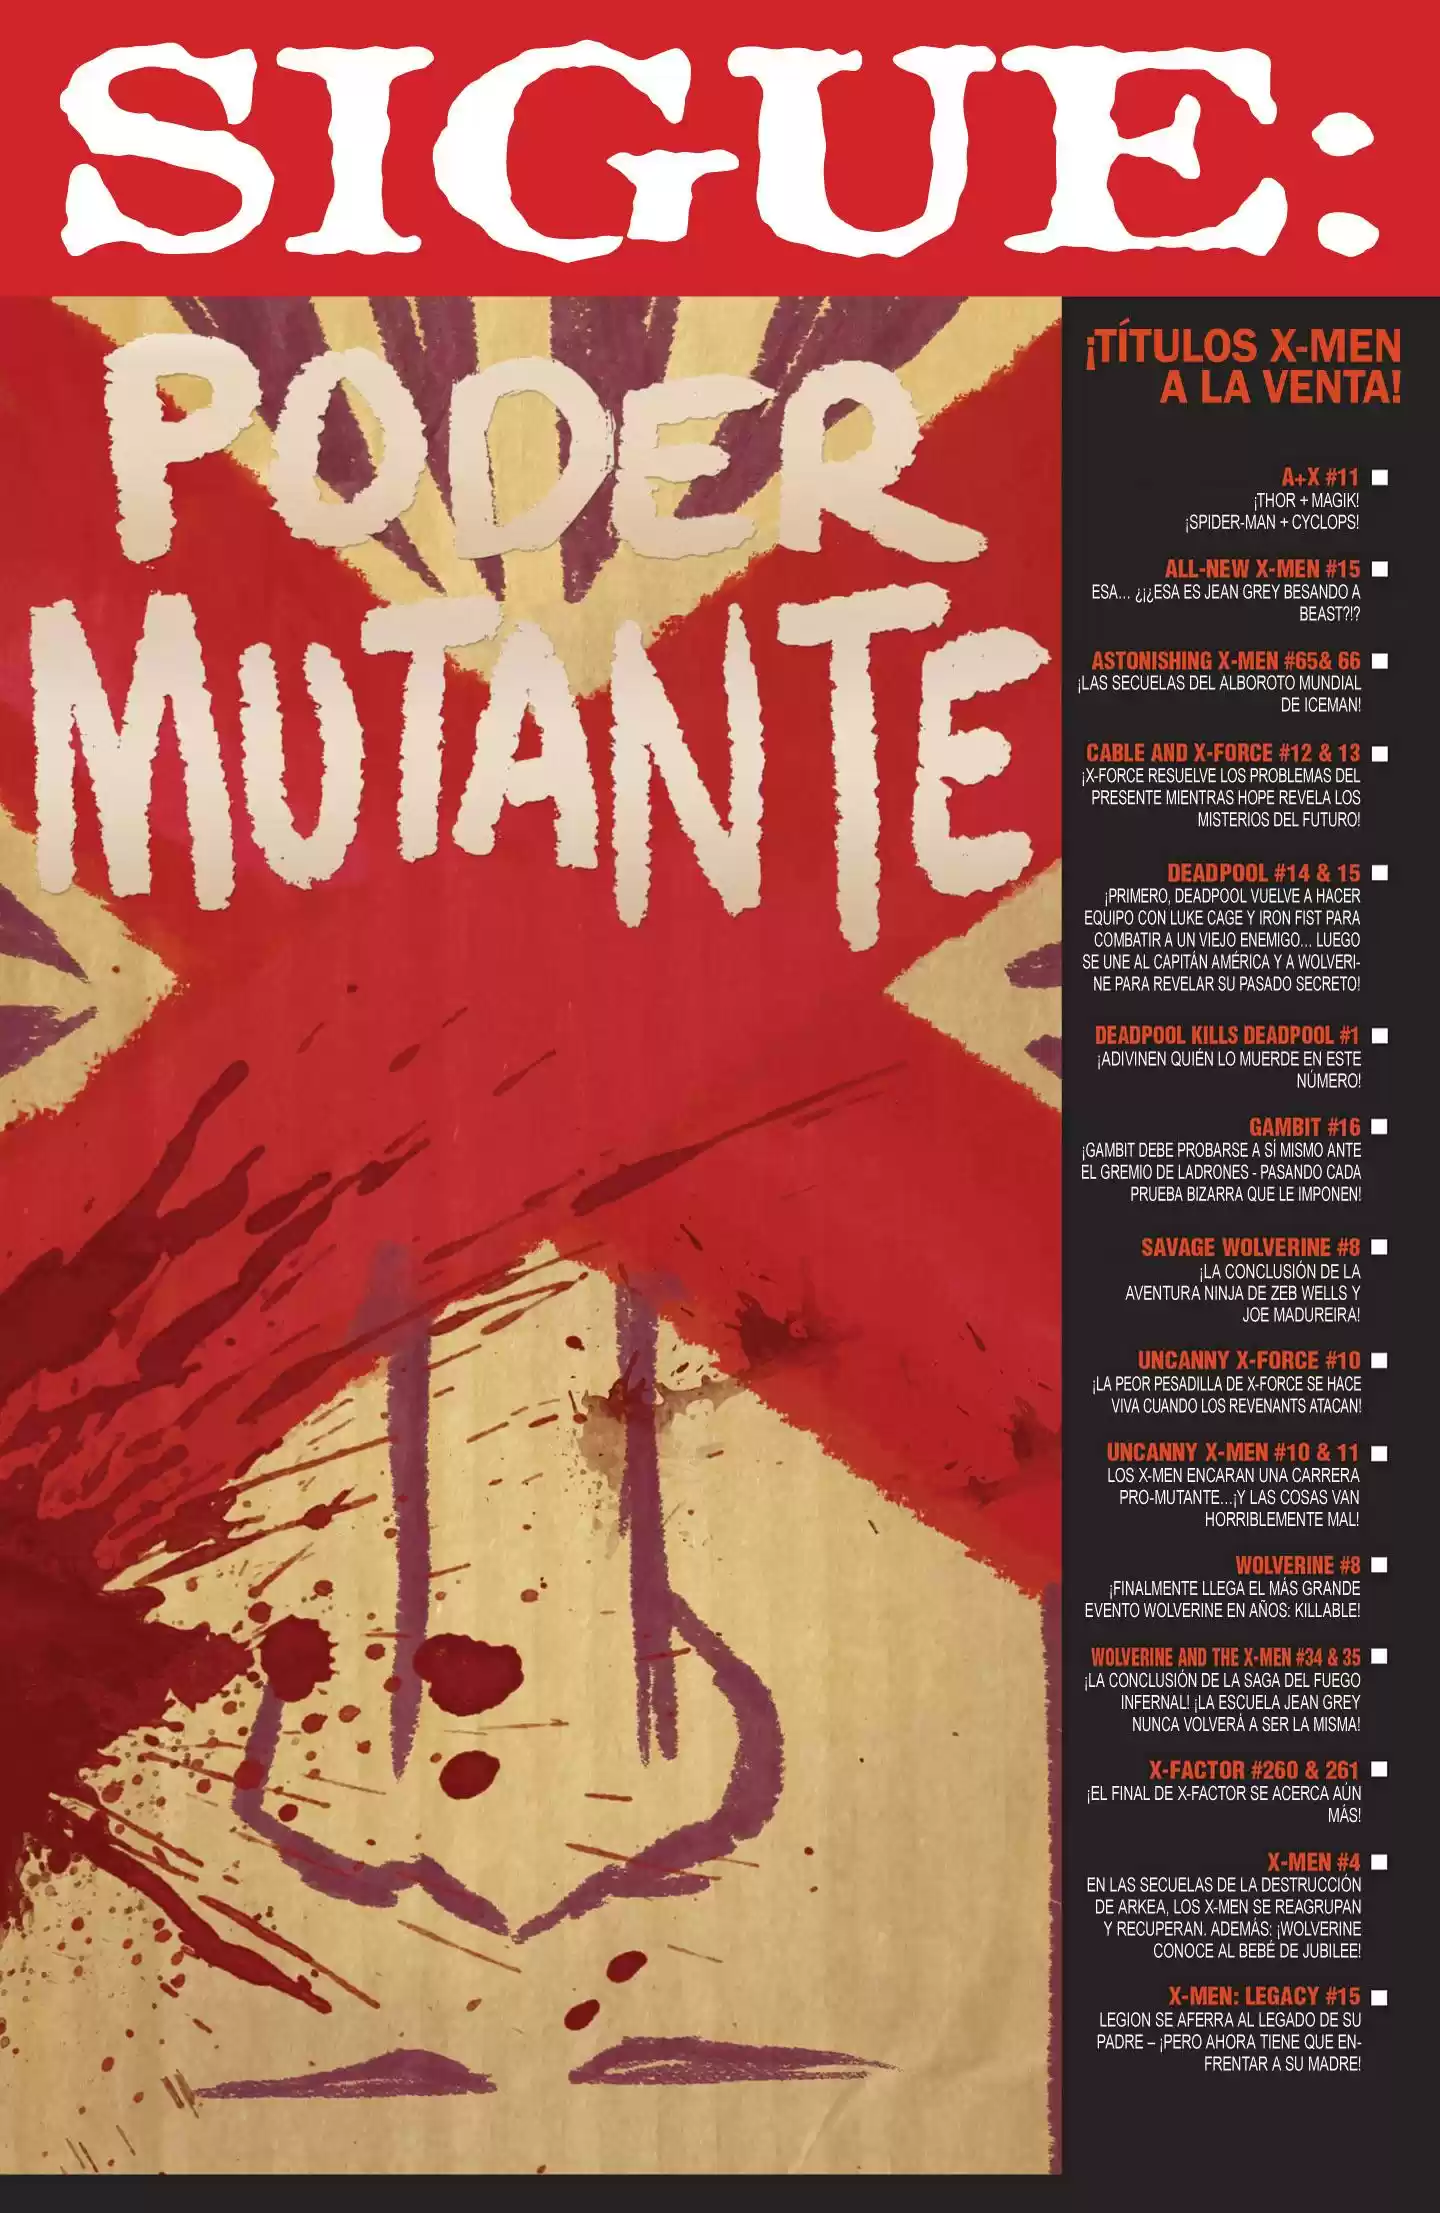 SIGUE:
PODER
MUTANTE
¡TÍTULOS X-MEN
A LA VENTA!
A+X #11
¡THOR + MAGIK!
¡SPIDER-MAN + CYCLOPS!
ALL-NEW X-MEN #15
ESA... ¿¡¿ESA ES JEAN GREY BESANDO A
BEAST?!?
ASTONISHING X-MEN #65& 66
¡LAS SECUELAS DEL ALBOROTO MUNDIAL
DE ICEMAN!
CABLE AND X-FORCE #12 & 13
¡X-FORCE RESUELVE LOS PROBLEMAS DEL
PRESENTE MIENTRAS HOPE REVELA LOS
MISTERIOS DEL FUTURO!
DEADPOOL #14 & 15
¡PRIMERO, DEADPOOL VUELVE A HACER
EQUIPO CON LUKE CAGE Y IRON FIST PARA
COMBATIR A UN VIEJO ENEMIGO... LUEGO
SE UNE AL CAPITÁN AMÉRICA Y A WOLVERI-
NE PARA REVELAR SU PASADO SECRETO!
DEADPOOL KILLS DEADPOOL #1
¡ADIVINEN QUIÉN LO MUERDE EN ESTE
NÚMERO!
GAMBIT #16
¡GAMBIT DEBE PROBARSE A SÍ MISMO ANTE
EL GREMIO DE LADRONES - PASANDO CADA
PRUEBA BIZARRA QUE LE IMPONEN!
SAVAGE WOLVERINE #8
¡LA CONCLUSIÓN DE LA
AVENTURA NINJA DE ZEB WELLS Y
JOE MADUREIRA!
UNCANNY X-FORCE #10
¡LA PEOR PESADILLA DE X-FORCE SE HACE
VIVA CUANDO LOS REVENANTS ATACAN!
UNCANNY X-MEN #10 & 11
LOS X-MEN ENCARAN UNA CARRERA
PRO-MUTANTE...¡Y LAS COSAS VAN
HORRIBLEMENTE MAL!
WOLVERINE #8
¡FINALMENTE LLEGA EL MÁS GRANDE
EVENTO WOLVERINE EN AÑOS: KILLABLE!
WOLVERINE AND THE X-MEN #34 & 35
¡LA CONCLUSIÓN DE LA SAGA DEL FUEGO
INFERNAL! ¡LA ESCUELA JEAN GREY
NUNCA VOLVERÁ A SER LA MISMA!
X-FACTOR #260 & 261
¡EL FINAL DE X-FACTOR SE ACERCA AÚN
MÁS!
X-MEN #4
EN LAS SECUELAS DE LA DESTRUCCIÓN
DE ARKEA, LOS X-MEN SE REAGRUPAN
Y RECUPERAN. ADEMÁS: ¡WOLVERINE
CONOCE AL BEBÉ DE JUBILEE!
X-MEN: LEGACY #15
LEGION SE AFERRA AL LEGADO DE SU
PADRE – ¡PERO AHORA TIENE QUE EN-
FRENTAR A SU MADRE!